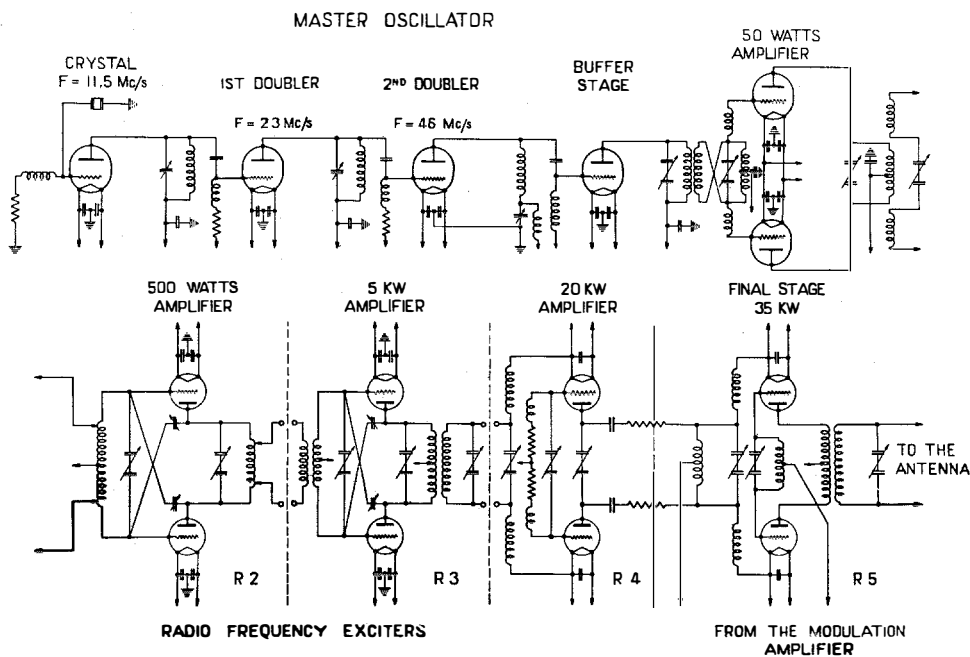 MASTER OSCILLATOR
50 WATTS
AMPLIFIER
CRYSTAL
F = 11.5 Mc/s
1ST DOUBLER
F = 23 Mc/s
2ND DOUBLER
F = 46 Mc/s
BUFFER
STAGE
500 WATTS
AMPLIFIER
5 KW
AMPLIFIER
20 KW
AMPLIFIER
FINAL STAGE
35 KW
TO THE
ANTENNA
R 2
R 3
R 4
R 5
RADIO FREQUENCY EXCITERS
FROM THE MODULATION
AMPLIFIER